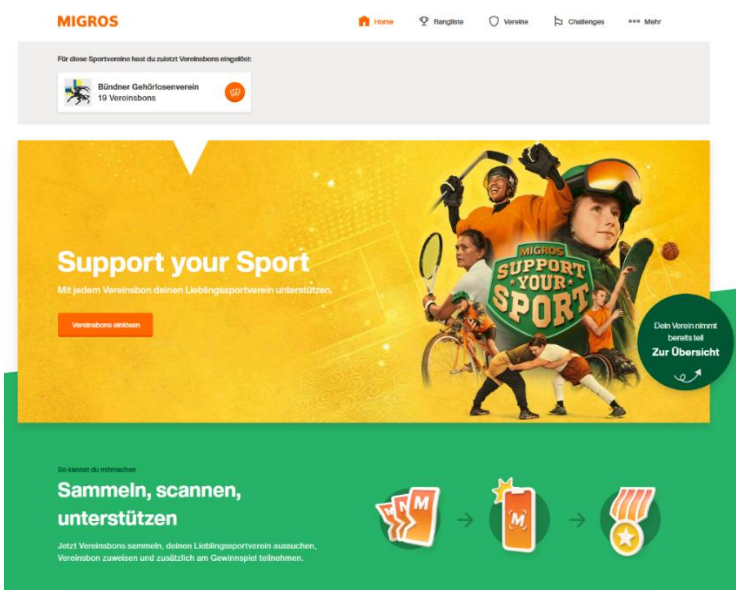 MIGROS
Home
Rangliste
Vereine
Challenges
Mehr
Für diese Sportvereine hast du zuletzt Vereinsbons eingelöst:
Bündner Gehörlosenverein
19 Vereinsbons
Support your Sport
Mit jedem Vereinsbon deinen Lieblingssportverein unterstützen.
Vereinsbons einlösen
MIGROS
SUPPORT
YOUR
SPORT
Dein Verein nimmt
bereits teil
Zur Übersicht
So kannst du mitmachen
Sammeln, scannen,
unterstützen
Jetzt Vereinsbons sammeln, deinen Lieblingssportverein aussuchen,
Vereinsbon zuweisen und zusätzlich am Gewinnspiel teilnehmen.
M M M
M